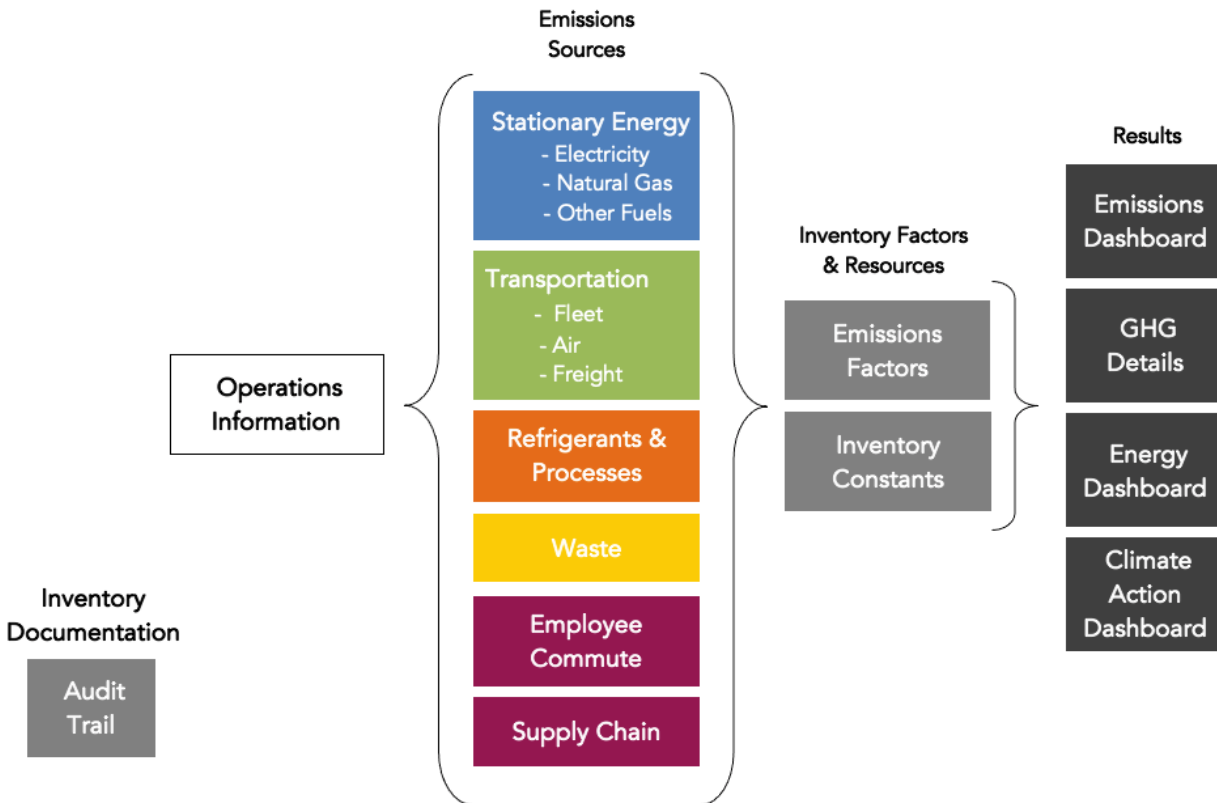 Emissions
Sources
Stationary Energy
- Electricity
- Natural Gas
- Other Fuels
Transportation
- Fleet
- Air
- Freight
Refrigerants &
Processes
Waste
Employee
Commute
Supply Chain
Operations
Information
Inventory
Documentation
Audit
Trail
Inventory Factors
& Resources
Emissions
Factors
Inventory
Constants
Results
Emissions
Dashboard
GHG
Details
Energy
Dashboard
Climate
Action
Dashboard